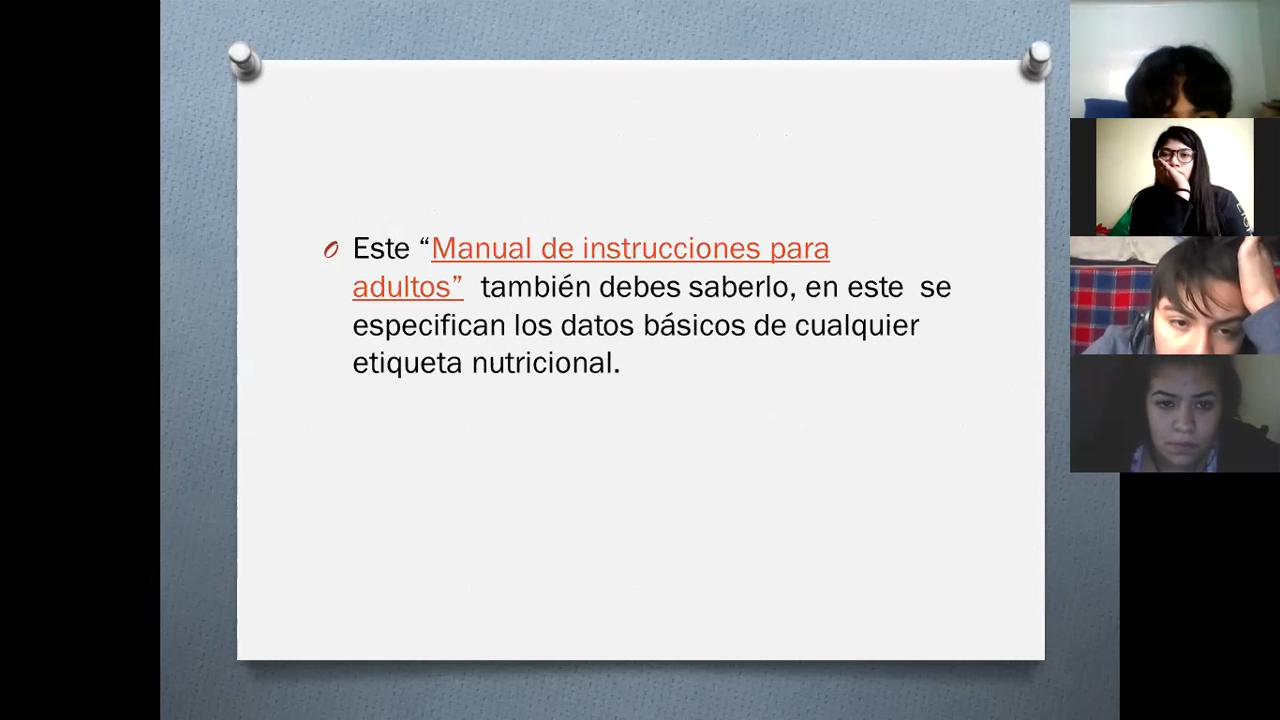 Este “Manual de instrucciones para
adultos”  también debes saberlo, en este  se
especifican los datos básicos de cualquier
etiqueta nutricional.